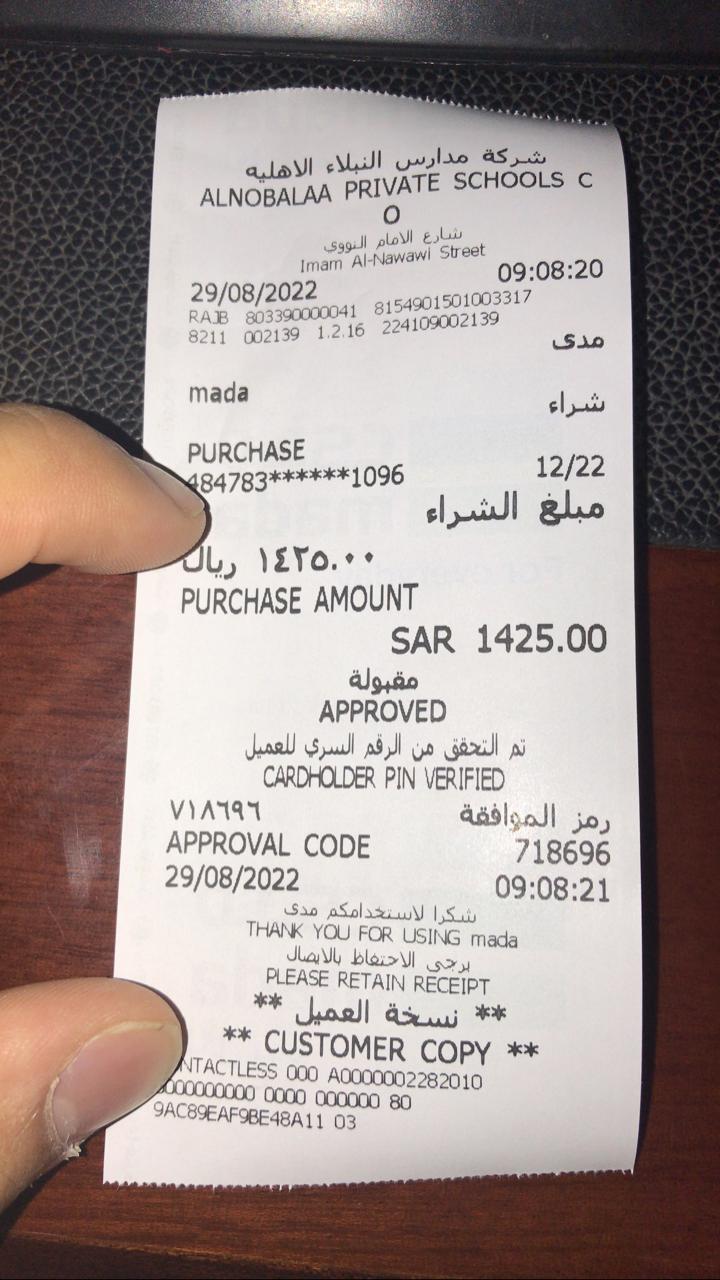 شركة مدارس النبلاء الاهليه
ALNOBALAA PRIVATE SCHOOLS C
O
شارع الامام النووي
Imam Al-Nawawi Street
29/08/2022 09:08:20
RAJB 803390000041 8154901501003317
8211 002139 1.2.16 224109002139
مدى
mada
شراء
PURCHASE
484783******1096 12/22
مبلغ الشراء
١٤٢٥.٠٠ ريال
PURCHASE AMOUNT
SAR 1425.00
مقبولة
APPROVED
تم التحقق من الرقم السري للعميل
CARDHOLDER PIN VERIFIED
رمز الموافقة ٧١٨٦٩٦
APPROVAL CODE 718696
29/08/2022 09:08:21
شكرا لاستخدامكم مدى
THANK YOU FOR USING mada
يرجى الاحتفاظ بالايصال
PLEASE RETAIN RECEIPT
** نسخة العميل **
** CUSTOMER COPY **
000 A0000002282010
0000 000000 80
9AC89EAF9BE48A11 03